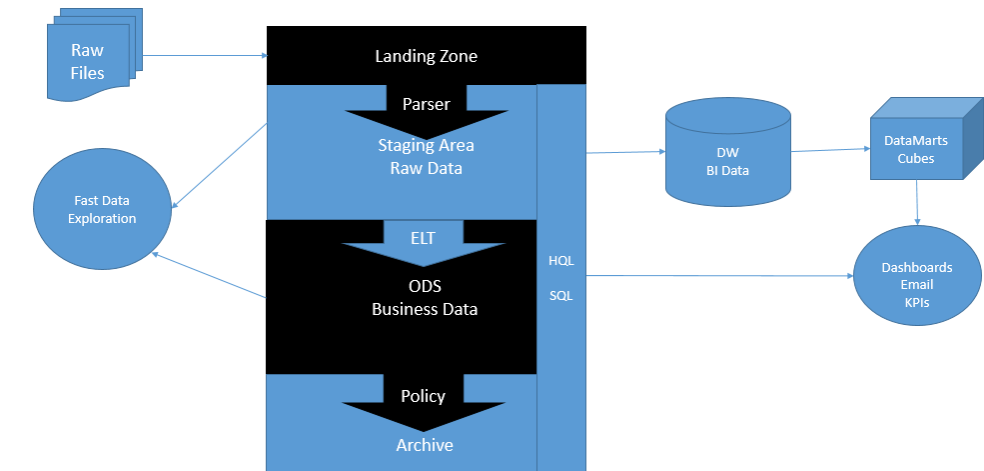 Raw
Files
Landing Zone
Parser
Staging Area
Raw Data
Fast Data
Exploration
ELT
ODS
Business Data
HQL
SQL
Policy
Archive
DW
BI Data
DataMarts
Cubes
Dashboards
Email
KPIs